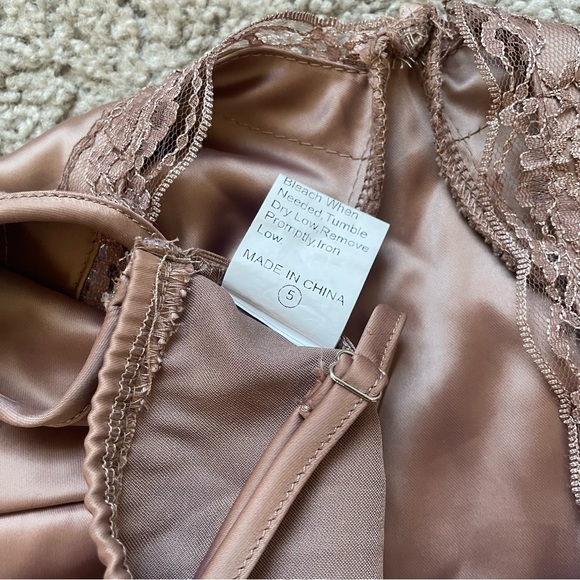 Bleach When
Needed,Tumble
Dry Low,Remove
Promptly,Iron
Low.
MADE IN CHINA
5